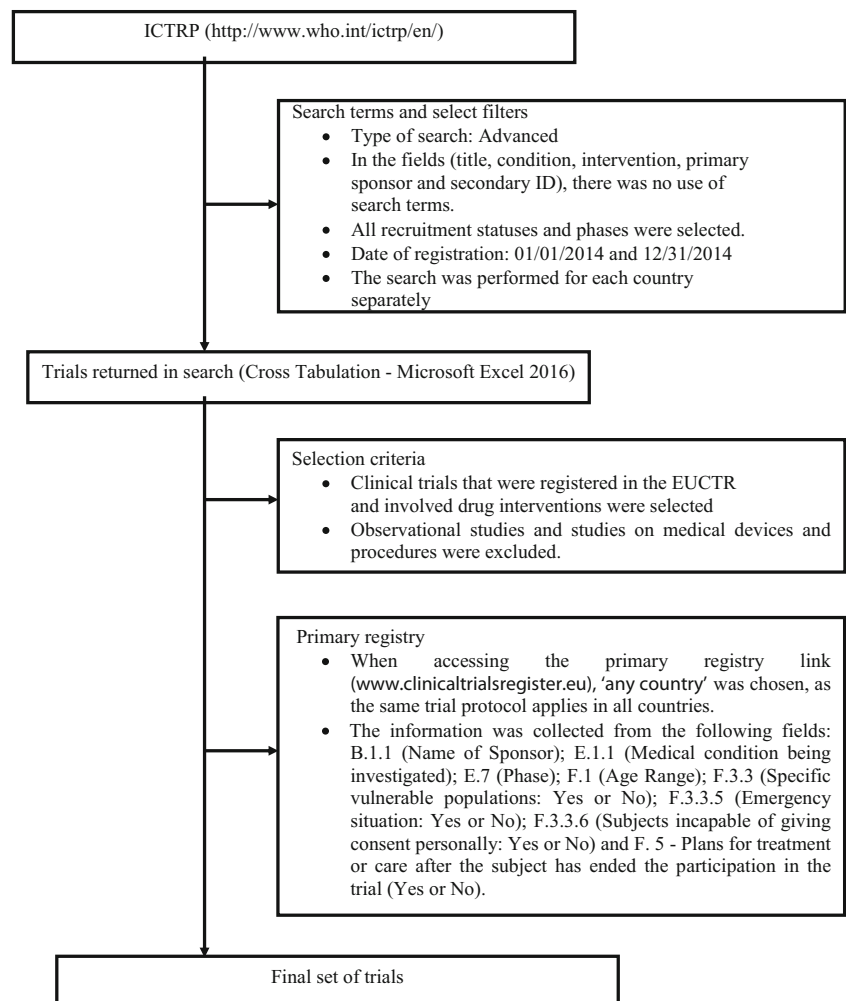 ICTRP (http://www.who.int/ictrp/en/)
Search terms and select filters
• Type of search: Advanced
• In the fields (title, condition, intervention, primary
sponsor and secondary ID), there was no use of
search terms.
• All recruitment statuses and phases were selected.
• Date of registration: 01/01/2014 and 12/31/2014
• The search was performed for each country
separately
Trials returned in search (Cross Tabulation - Microsoft Excel 2016)
Selection criteria
• Clinical trials that were registered in the EUCTR
and involved drug interventions were selected
• Observational studies and studies on medical devices and
procedures were excluded.
Primary registry
• When accessing the primary registry link
(www.clinicaltrialsregister.eu), ‘any country’ was chosen, as
the same trial protocol applies in all countries.
• The information was collected from the following fields:
B.1.1 (Name of Sponsor); E.1.1 (Medical condition being
investigated); E.7 (Phase); F.1 (Age Range); F.3.3 (Specific
vulnerable populations: Yes or No); F.3.3.5 (Emergency
situation: Yes or No); F.3.3.6 (Subjects incapable of giving
consent personally: Yes or No) and F. 5 - Plans for treatment
or care after the subject has ended the participation in the
trial (Yes or No).
Final set of trials